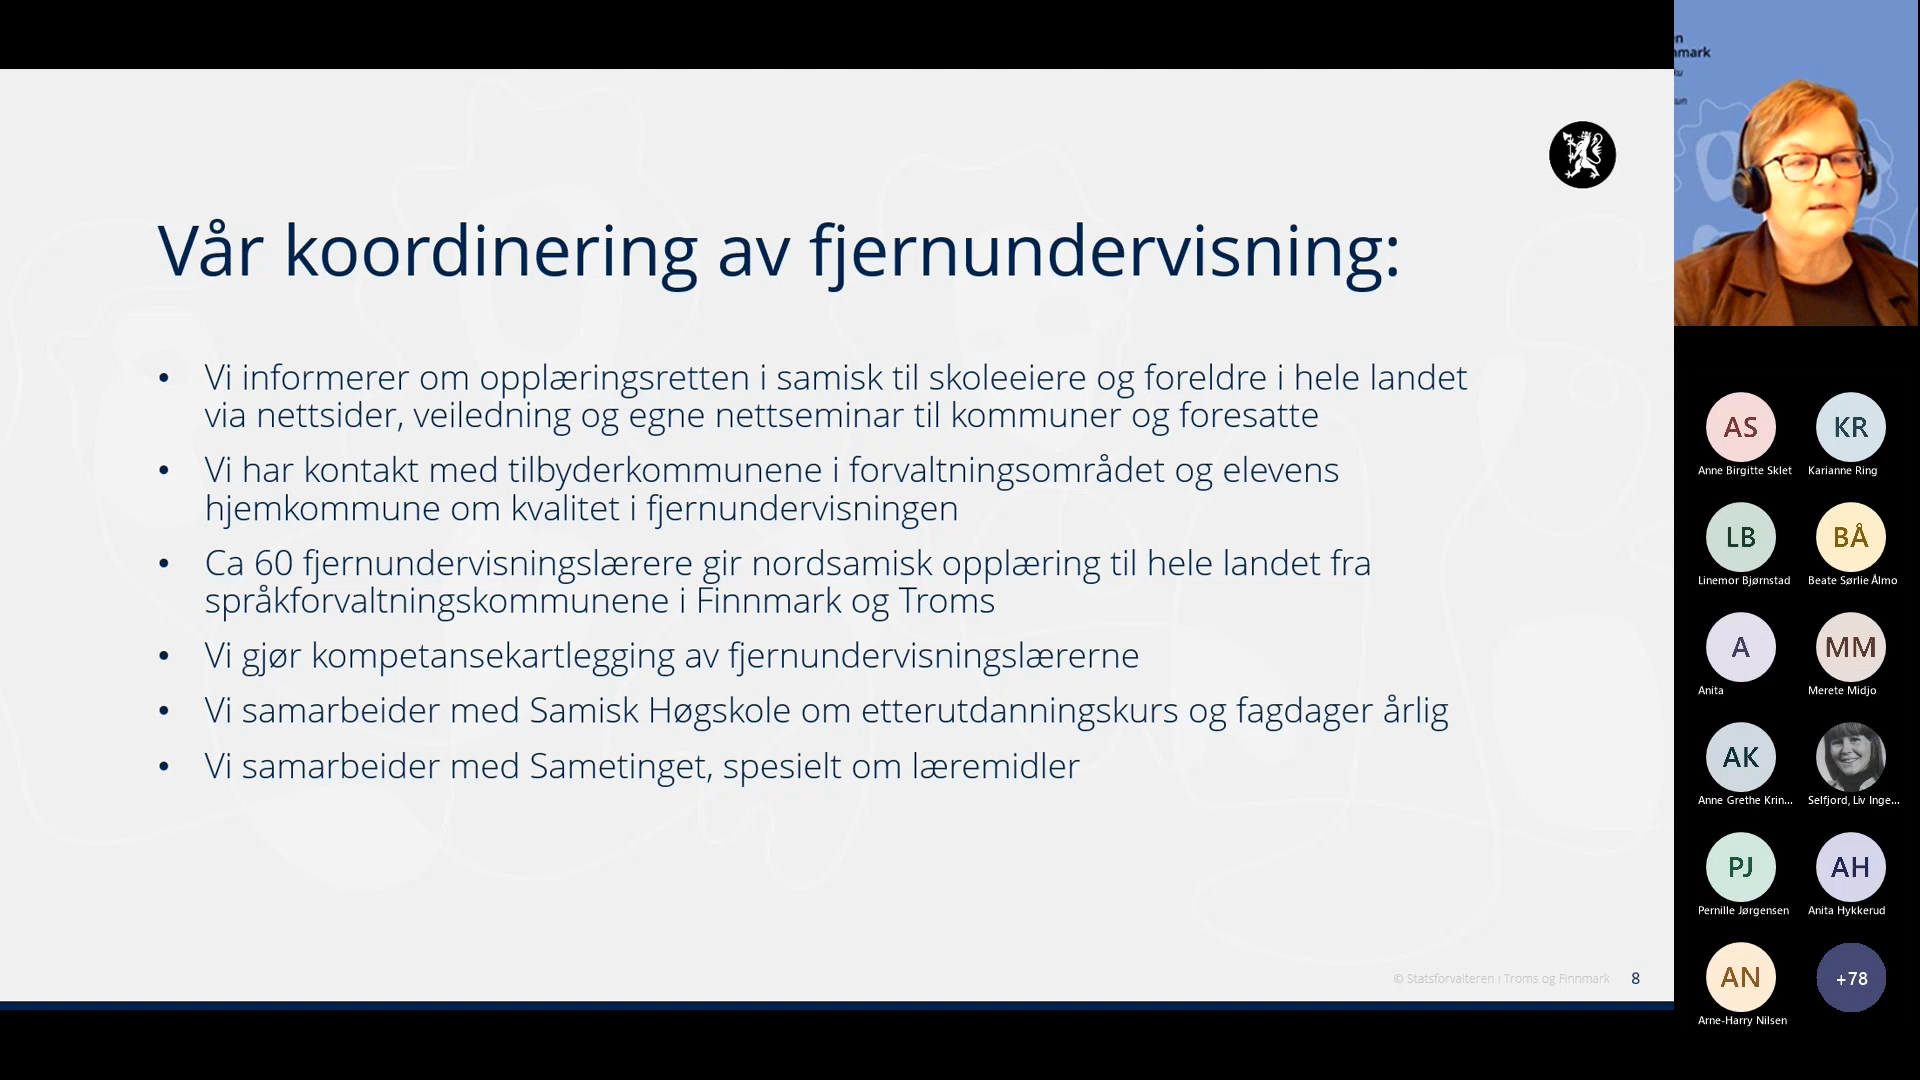 Vår koordinering av fjernundervisning:
• Vi informerer om opplæringsretten i samisk til skoleeiere og foreldre i hele landet
via nettsider, veiledning og egne nettseminar til kommuner og foresatte
• Vi har kontakt med tilbyderkommunene i forvaltningsområdet og elevens
hjemkommune om kvalitet i fjernundervisningen
• Ca 60 fjernundervisningslærere gir nordsamisk opplæring til hele landet fra
språkforvaltningskommunene i Finnmark og Troms
• Vi gjør kompetansekartlegging av fjernundervisningslærerne
• Vi samarbeider med Samisk Høgskole om etterutdanningskurs og fagdager årlig
• Vi samarbeider med Sametinget, spesielt om læremidler
© Statsforvalteren i Troms og Finnmark 8
AS KR
Anne Birgitte Sklet Karianne Ring
LB BÅ
Linemor Bjørnstad Beate Sørlie Ålmo
A MM
Anita Merete Midjo
AK
Anne Grethe Krin... Selfjord, Liv Inge...
PJ AH
Pernille Jørgensen Anita Hykkerud
AN +78
Arne-Harry Nilsen